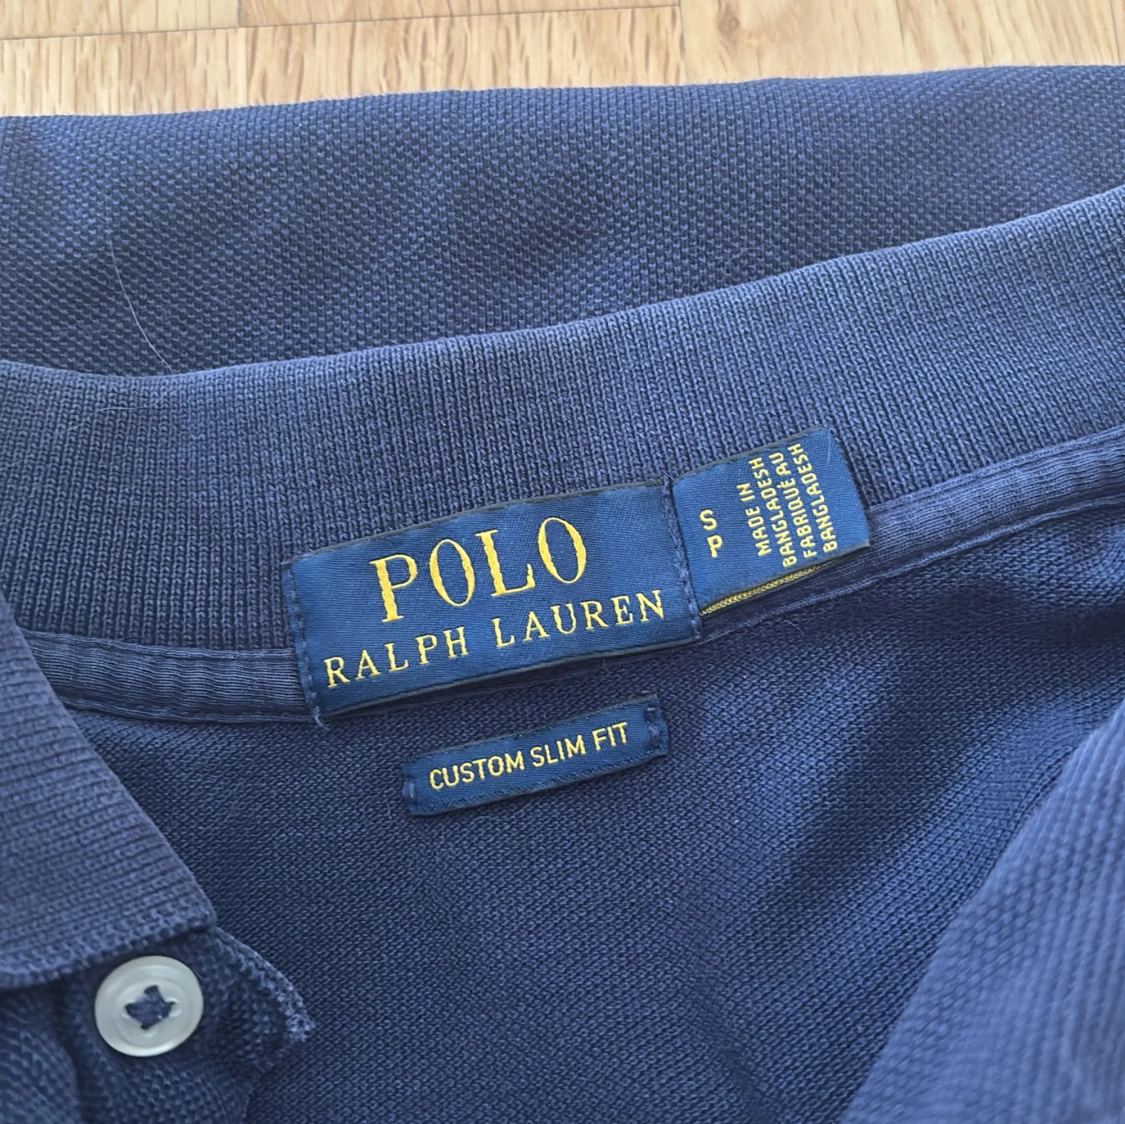 POLO
RALPH LAUREN
S
P
MADE IN
BANGLADESH
FABRIQUÉ AU
BANGLADESH
CUSTOM SLIM FIT